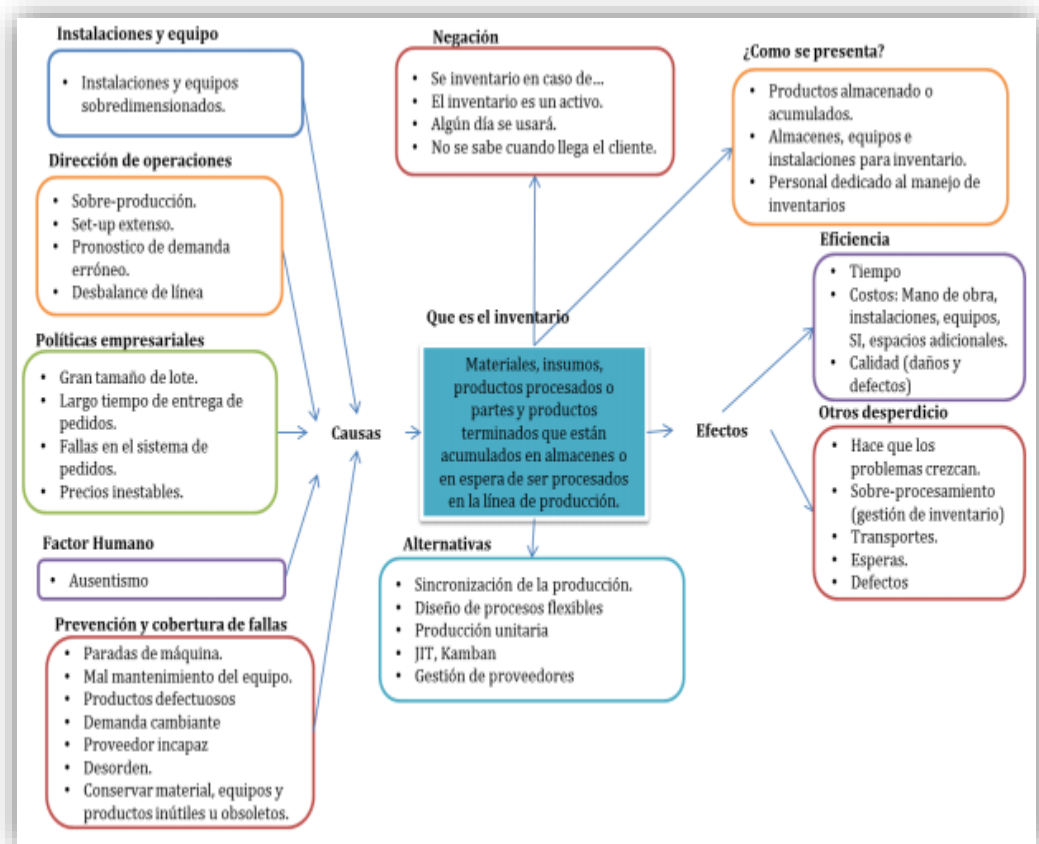 Instalaciones y equipo
• Instalaciones y equipos
sobredimensionados.
Dirección de operaciones
• Sobre-producción.
• Set-up extenso.
• Pronostico de demanda
erróneo.
• Desbalance de línea
Políticas empresariales
• Gran tamaño de lote.
• Largo tiempo de entrega de
pedidos.
• Fallas en el sistema de
pedidos.
• Precios inestables.
Factor Humano
• Ausentismo
Prevención y cobertura de fallas
• Paradas de máquina.
• Mal mantenimiento del equipo.
• Productos defectuosos
• Demanda cambiante
• Proveedor incapaz
• Desorden.
• Conservar material, equipos y
productos inútiles u obsoletos.
Causas
Negación
• Se inventario en caso de...
• El inventario es un activo.
• Algún día se usará.
• No se sabe cuando llega el cliente.
Que es el inventario
Materiales, insumos,
productos procesados o
partes y productos
terminados que están
acumulados en almacenes o
en espera de ser procesados
en la línea de producción.
Alternativas
• Sincronización de la producción.
• Diseño de procesos flexibles
• Producción unitaria
• JIT, Kamban
• Gestión de proveedores
¿Como se presenta?
• Productos almacenado o
acumulados.
• Almacenes, equipos e
instalaciones para inventario.
• Personal dedicado al manejo de
inventarios
Efectos
Eficiencia
• Tiempo
• Costos: Mano de obra,
instalaciones, equipos,
SI, espacios adicionales.
• Calidad (daños y
defectos)
Otros desperdicio
• Hace que los
problemas crezcan.
• Sobre-procesamiento
(gestión de inventario)
• Transportes.
• Esperas.
• Defectos